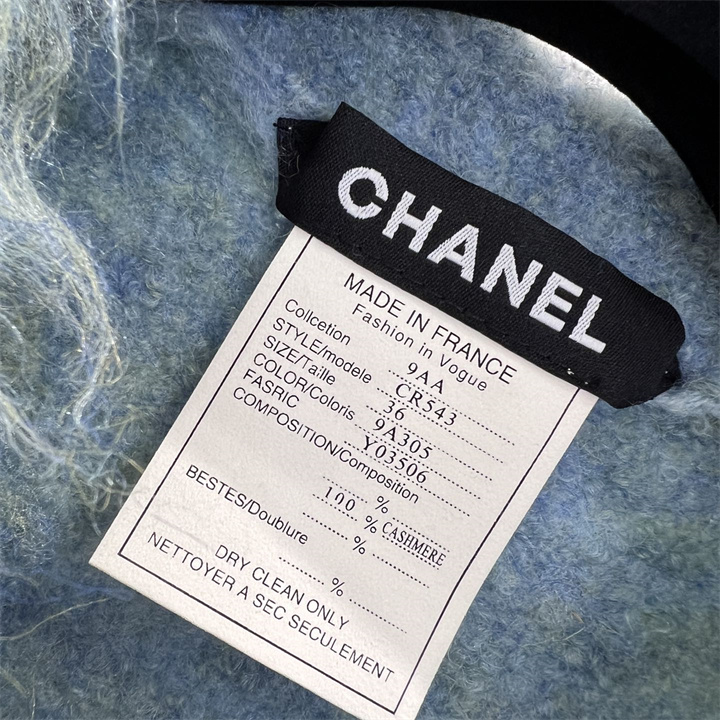 CHANEL
MADE IN FRANCE
Fashion in Vogue
Collcetion 9AA
STYLE/modele CR543
SIZE/Taille 36
COLOR/Coloris 9A305
FASRIC Y03506
COMPOSITION/Composition
%
100 % CASHMERE
BESTES/Doublure %
%
DRY CLEAN ONLY
NETTOYER A SEC SECULEMENT